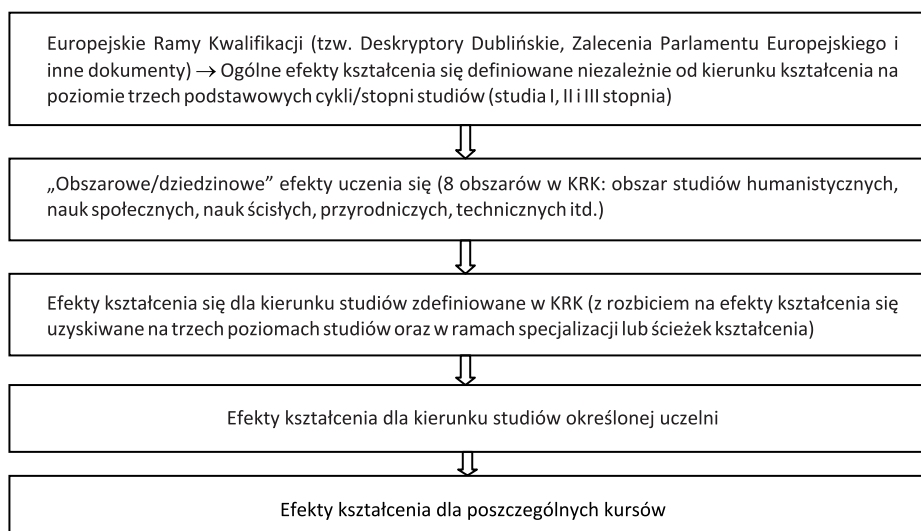 Europejskie Ramy Kwalifikacji (tzw. Deskryptory Dublińskie, Zalecenia Parlamentu Europejskiego i
inne dokumenty) → Ogólne efekty kształcenia się definiowane niezależnie od kierunku kształcenia na
poziomie trzech podstawowych cykli/stopni studiów (studia I, II i III stopnia)
„Obszarowe/dziedzinowe” efekty uczenia się (8 obszarów w KRK: obszar studiów humanistycznych,
nauk społecznych, nauk ścisłych, przyrodniczych, technicznych itd.)
Efekty kształcenia się dla kierunku studiów zdefiniowane w KRK (z rozbiciem na efekty kształcenia się
uzyskiwane na trzech poziomach studiów oraz w ramach specjalizacji lub ścieżek kształcenia)
Efekty kształcenia dla kierunku studiów określonej uczelni
Efekty kształcenia dla poszczególnych kursów